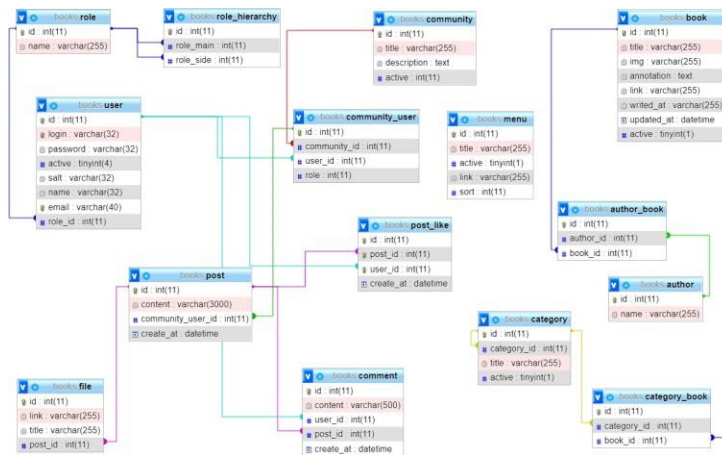 books role
id : int(11)
name : varchar(255)
books role_hierarchy
id : int(11)
role_main : int(11)
role_side : int(11)
books community
id : int(11)
title : varchar(255)
description : text
active : int(11)
books book
id : int(11)
title : varchar(255)
img : varchar(255)
annotation : text
link : varchar(255)
writed_at : varchar(255)
updated_at : datetime
active : tinyint(1)
books user
id : int(11)
login : varchar(32)
password : varchar(32)
active : tinyint(4)
salt : varchar(32)
name : varchar(32)
email : varchar(40)
role_id : int(11)
books community_user
id : int(11)
community_id : int(11)
user_id : int(11)
role : int(11)
books menu
id : int(11)
title : varchar(255)
active : tinyint(1)
link : varchar(255)
sort : int(11)
books author_book
id : int(11)
author_id : int(11)
book_id : int(11)
books post_like
id : int(11)
post_id : int(11)
user_id : int(11)
create_at : datetime
books post
id : int(11)
content : varchar(3000)
community_user_id : int(11)
create_at : datetime
books author
id : int(11)
name : varchar(255)
books category
id : int(11)
category_id : int(11)
title : varchar(255)
active : tinyint(1)
books file
id : int(11)
link : varchar(255)
title : varchar(255)
post_id : int(11)
books comment
id : int(11)
content : varchar(500)
user_id : int(11)
post_id : int(11)
create_at : datetime
books category_book
id : int(11)
category_id : int(11)
book_id : int(11)